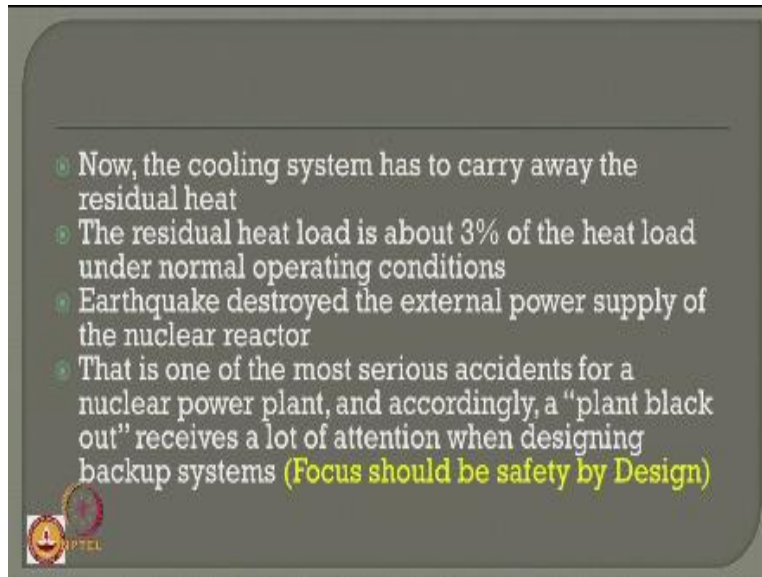 Now, the cooling system has to carry away the
residual heat
The residual heat load is about 3% of the heat load
under normal operating conditions
Earthquake destroyed the external power supply of
the nuclear reactor
That is one of the most serious accidents for a
nuclear power plant, and accordingly, a “plant black
out” receives a lot of attention when designing
backup systems (Focus should be safety by Design)
NPTEL